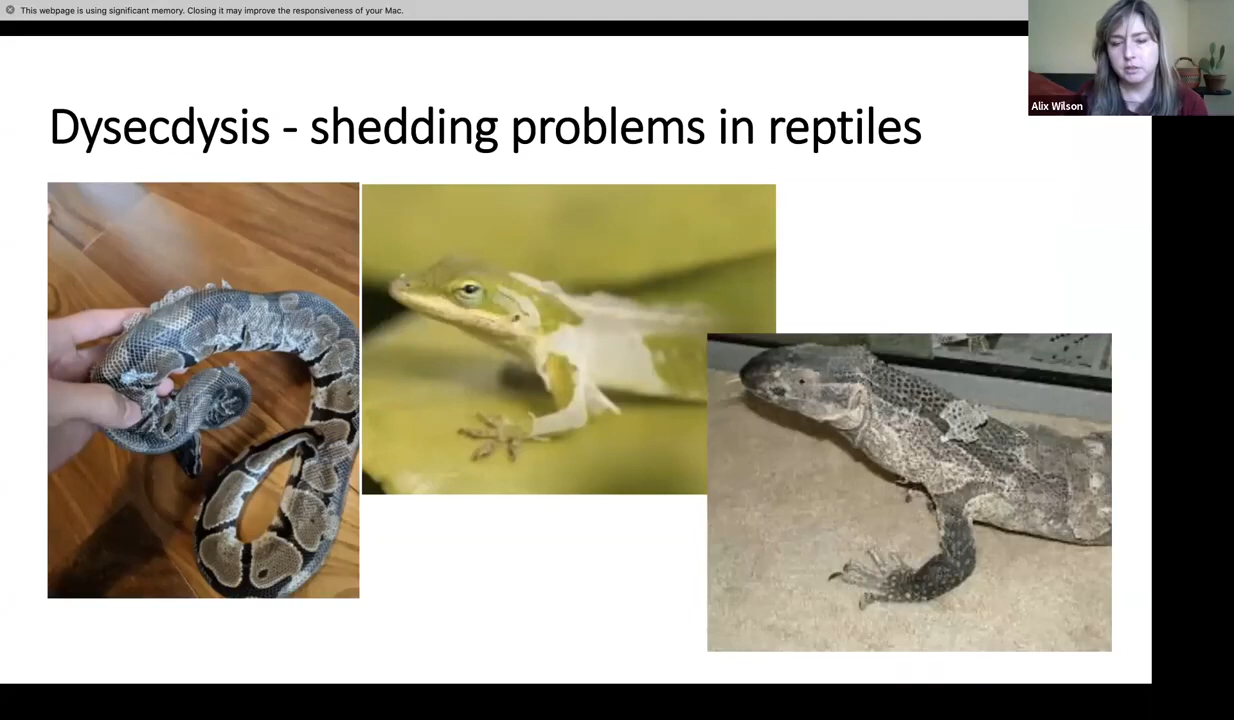 This webpage is using significant memory. Closing it may improve the responsiveness of your Mac.
Alix Wilson
Dysecdysis - shedding problems in reptiles